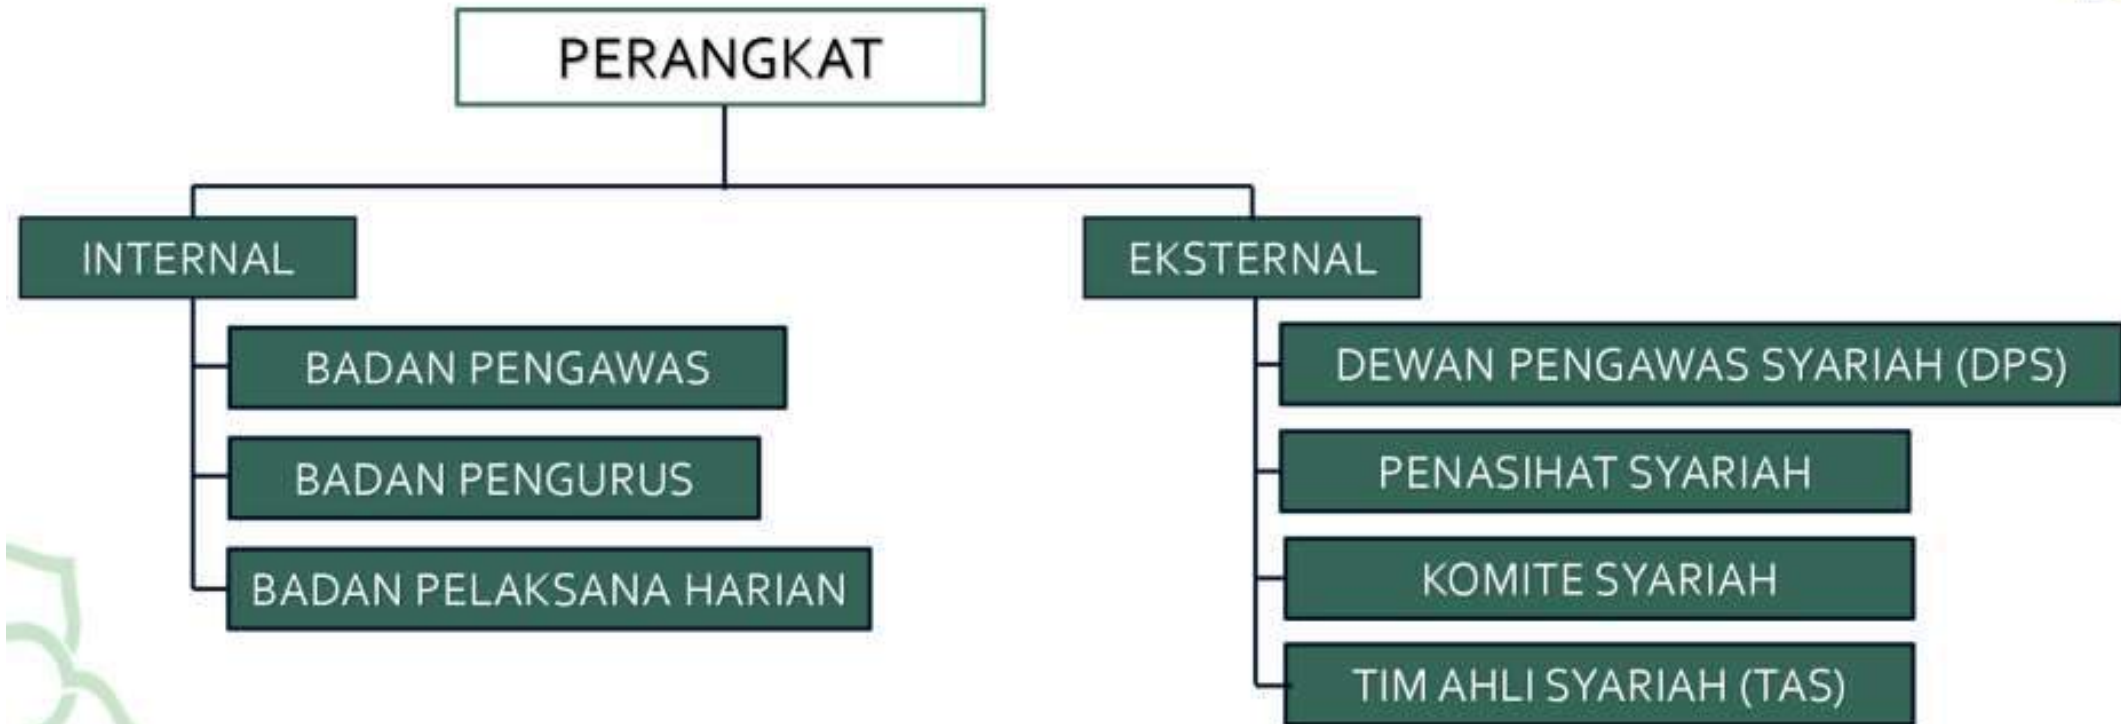 PERANGKAT
INTERNAL
BADAN PENGAWAS
BADAN PENGURUS
BADAN PELAKSANA HARIAN
EKSTERNAL
DEWAN PENGAWAS SYARIAH (DPS)
PENASIHAT SYARIAH
KOMITE SYARIAH
TIM AHLI SYARIAH (TAS)